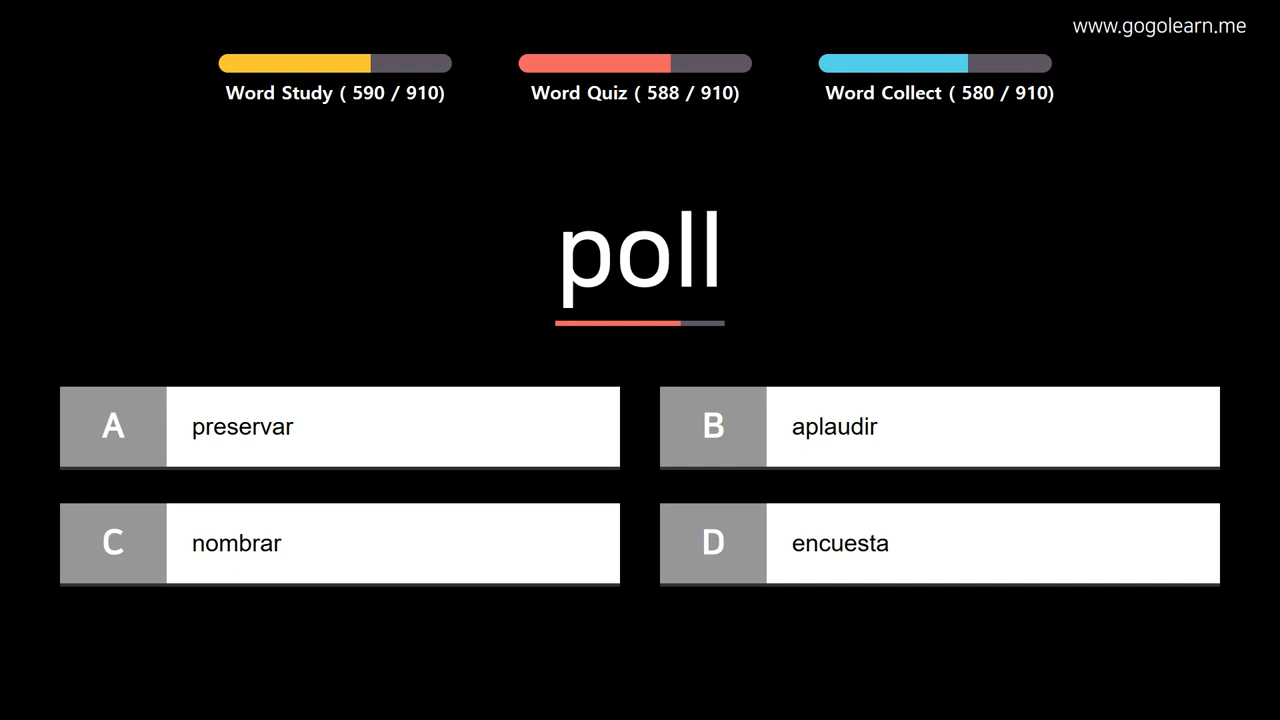 www.gogolearn.me
Word Study ( 590 / 910)
Word Quiz ( 588 / 910)
Word Collect ( 580 / 910)
poll
A preservar
B aplaudir
C nombrar
D encuesta